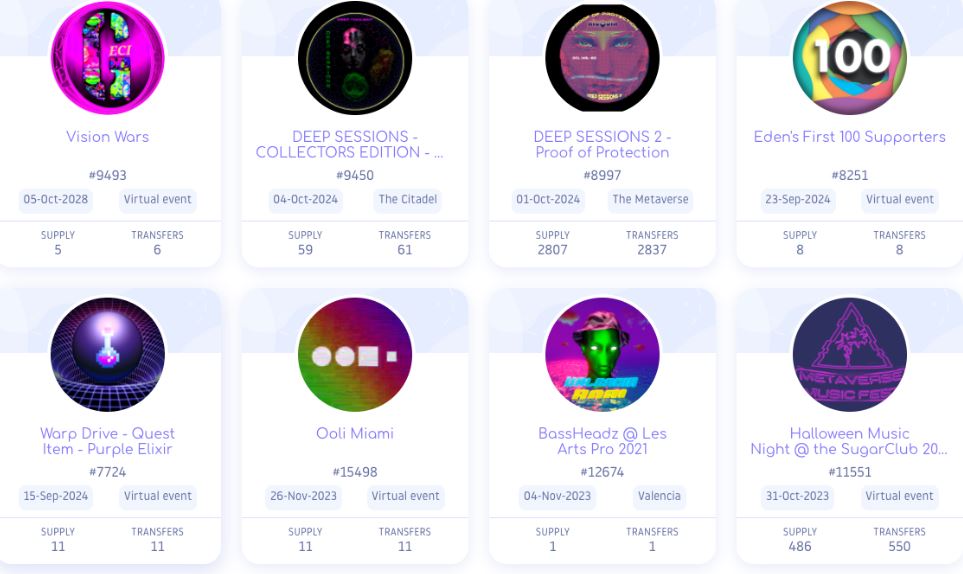 G ECI
DEEP SESSIONS
100
Vision Wars
DEEP SESSIONS -
COLLECTORS EDITION - ...
DEEP SESSIONS 2 -
Proof of Protection
Eden's First 100 Supporters
#9493
#9450
#8997
#8251
05-Oct-2028
Virtual event
04-Oct-2024
The Citadel
01-Oct-2024
The Metaverse
23-Sep-2024
Virtual event
SUPPLY
TRANSFERS
5
6
SUPPLY
TRANSFERS
59
61
SUPPLY
TRANSFERS
2807
2837
SUPPLY
TRANSFERS
8
8
METAVERSE
MUSIC FEST
Warp Drive - Quest
Item - Purple Elixir
Ooli Miami
BassHeadz @ Les
Arts Pro 2021
Halloween Music
Night @ the SugarClub 20...
#7724
#15498
#12674
#11551
15-Sep-2024
Virtual event
26-Nov-2023
Virtual event
04-Nov-2023
Valencia
31-Oct-2023
Virtual event
SUPPLY
TRANSFERS
11
11
SUPPLY
TRANSFERS
11
11
SUPPLY
TRANSFERS
1
1
SUPPLY
TRANSFERS
486
550